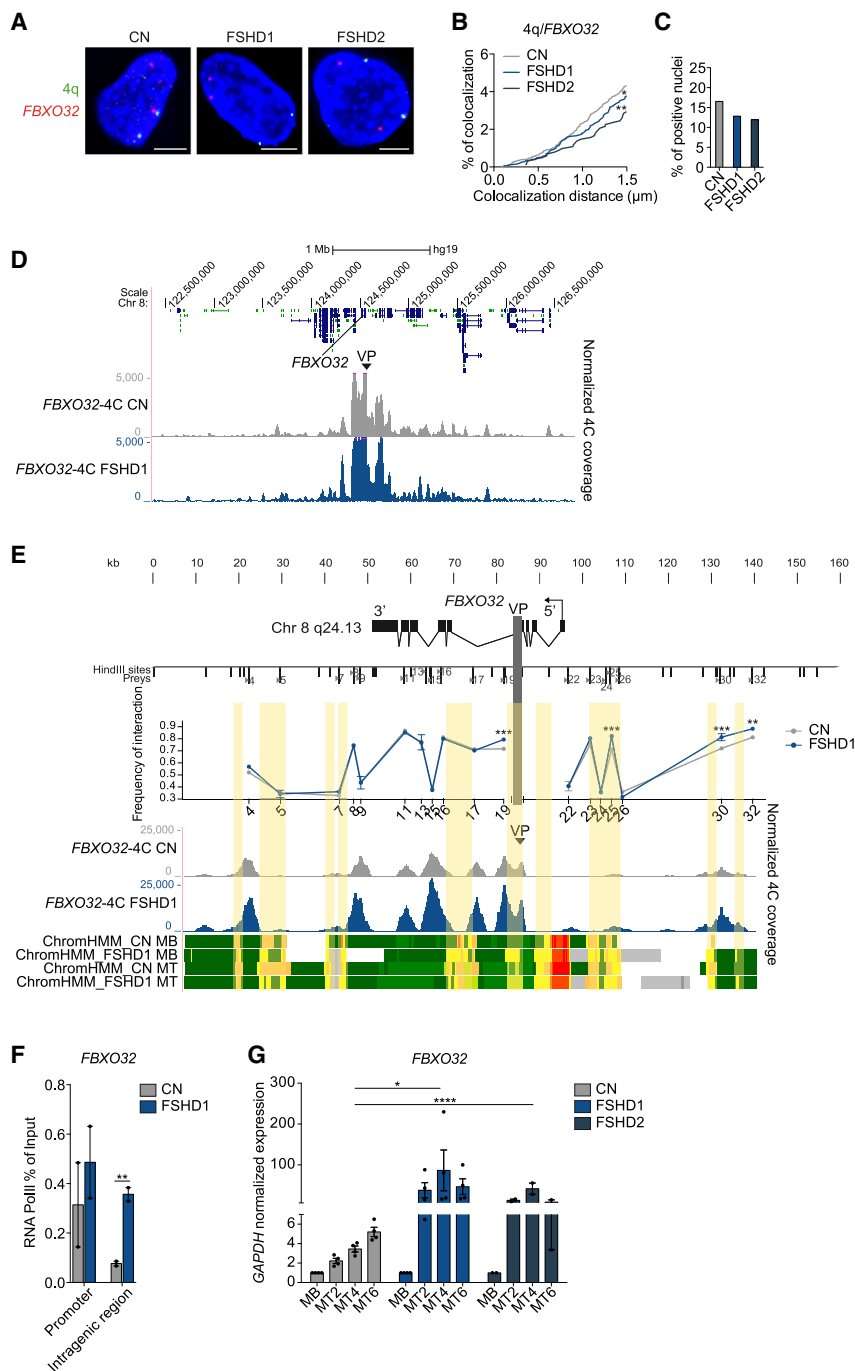 A
CN
FSHD1
FSHD2
4q
FBXO32
B
4q/FBXO32
CN
FSHD1
FSHD2
% of colocalization
6
4
2
0
*
**
0.0 0.5 1.0 1.5
Colocalization distance (µm)
C
% of positive nuclei
25
20
15
10
5
0
CN
FSHD1
FSHD2
D
1 Mb hg19
Scale
Chr 8:
122,500,000
123,000,000
123,500,000
124,000,000
124,500,000
125,000,000
125,500,000
126,000,000
126,500,000
FBXO32
VP
5,000
FBXO32-4C CN
0
5,000
FBXO32-4C FSHD1
0
Normalized 4C coverage
E
kb 0 10 20 30 40 50 60 70 80 90 100 110 120 130 140 150 160
FBXO32
3’ VP 5’
Chr 8 q24.13
HindIII sites
Preys
4 5 7 8 9 11 13 15 16 17 19 22 23 24 25 26 30 32
Frequency of interaction
0.9
0.8
0.7
0.6
0.5
0.4
0.3
*** *** *** **
CN
FSHD1
4 5 7 8 9 11 13 15 16 17 19 22 23 24 25 26 30 32
VP
25,000
FBXO32-4C CN
0
25,000
FBXO32-4C FSHD1
0
Normalized 4C coverage
ChromHMM_CN MB
ChromHMM_FSHD1 MB
ChromHMM_CN MT
ChromHMM_FSHD1 MT
F
FBXO32
CN
FSHD1
RNA PolII % of Input
0.8
0.6
0.4
0.2
0.0
**
Promoter
Intragenic region
G
FBXO32
CN
FSHD1
FSHD2
GAPDH normalized expression
300
200
100
6
4
2
0
*
****
MB MT2 MT4 MT6 MB MT2 MT4 MT6 MB MT2 MT4 MT6